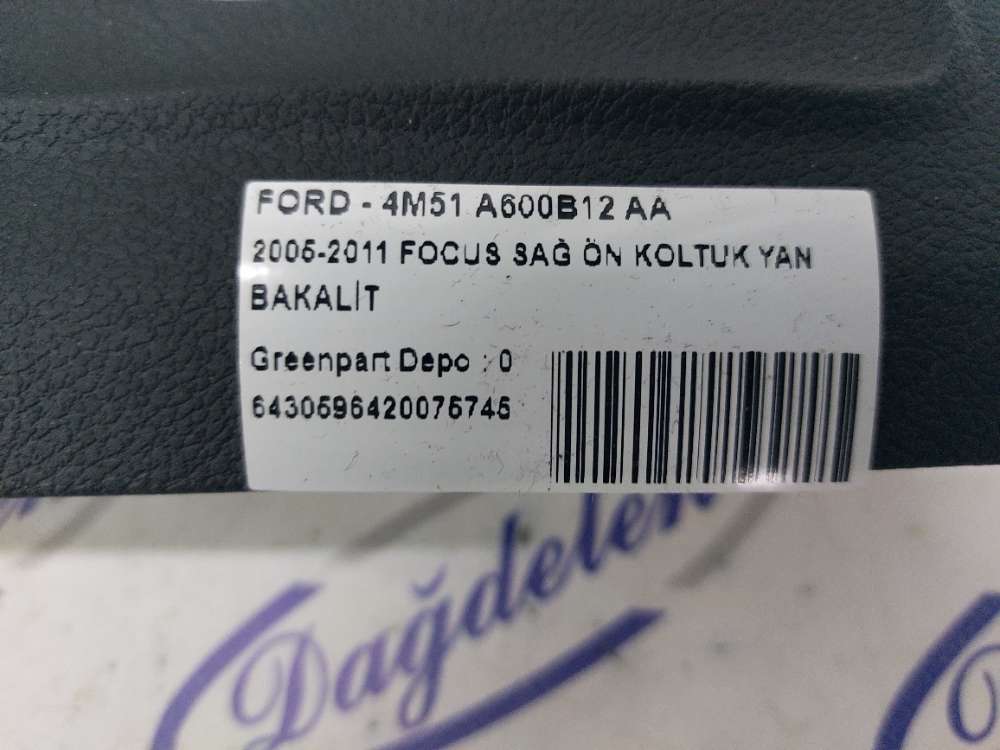 FORD - 4M51 A600B12 AA
2005-2011 FOCUS SAĞ ÖN KOLTUK YAN
BAKALİT
Greenpart Depo : 0
6430596420075745
Dağdelen